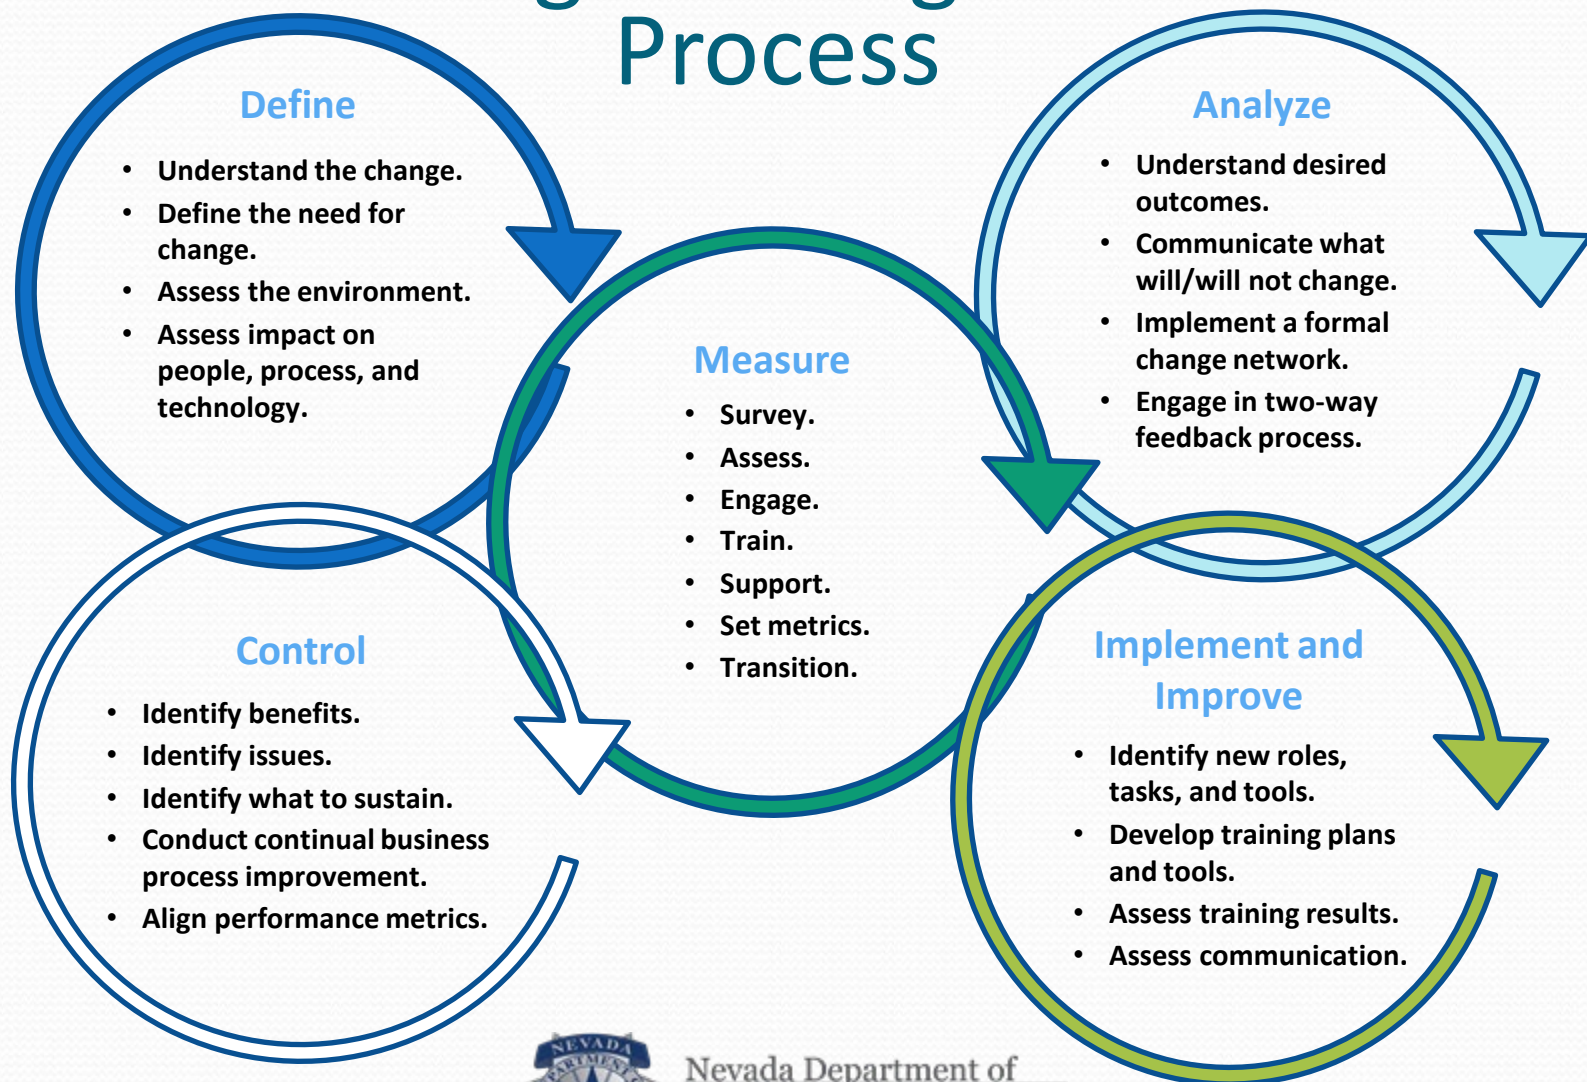 Process
Define
• Understand the change.
• Define the need for
change.
• Assess the environment.
• Assess impact on
people, process, and
technology.
Measure
• Survey.
• Assess.
• Engage.
• Train.
• Support.
• Set metrics.
• Transition.
Analyze
• Understand desired
outcomes.
• Communicate what
will/will not change.
• Implement a formal
change network.
• Engage in two-way
feedback process.
Control
• Identify benefits.
• Identify issues.
• Identify what to sustain.
• Conduct continual business
process improvement.
• Align performance metrics.
Implement and
Improve
• Identify new roles,
tasks, and tools.
• Develop training plans
and tools.
• Assess training results.
• Assess communication.
NEVADA
Nevada Department of